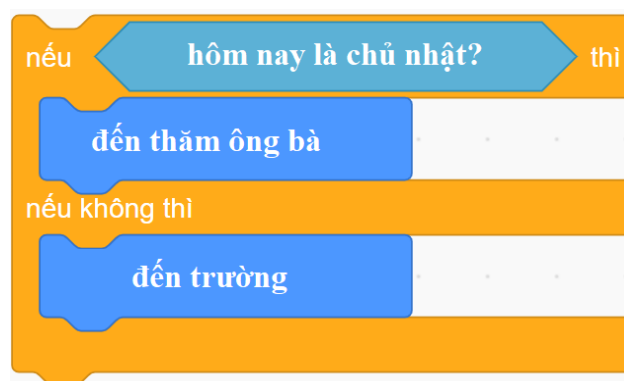 nếu hôm nay là chủ nhật? thì
đến thăm ông bà
nếu không thì
đến trường